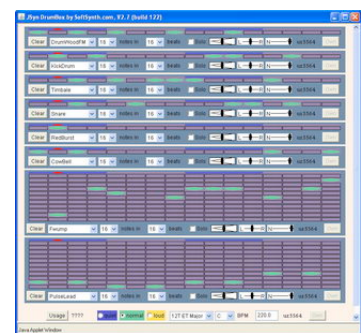 JSyn DrumBox by SoftSynth.com, V2.7 (build 122)
Clear DrumWoodFM 16 notes in 16 beats Solo L R N
Clear KickDrum 16 notes in 16 beats Solo L R N
Clear Timbale 16 notes in 16 beats Solo L R N
Clear Snare 16 notes in 16 beats Solo L R N
Clear 16 notes in 16 beats Solo L R N
Clear CowBell 16 notes in 16 beats Solo L R N
Clear Fwump 16 notes in 16 beats Solo L R N
Clear PulseLead 16 notes in 16 beats Solo L R N
Usage ???? normal loud 12T ET Major C BPM 220.0
Java Applet Window